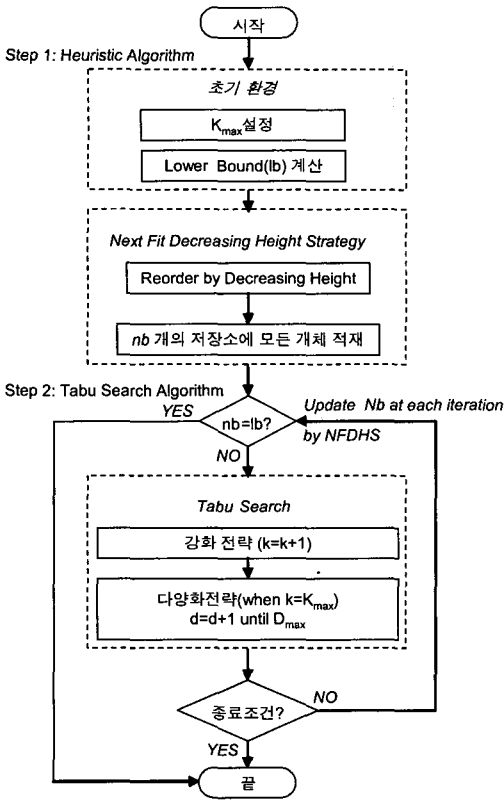 시작
Step 1: Heuristic Algorithm
초기 환경
Kmax설정
Lower Bound(lb) 계산
Next Fit Decreasing Height Strategy
Reorder by Decreasing Height
nb 개의 저장소에 모든 개체 적재
Step 2: Tabu Search Algorithm
YES
nb=lb?
Update Nb at each iteration
by NFDHS
NO
Tabu Search
강화 전략 (k=k+1)
다양화전략(when k=Kmax)
d=d+1 until Dmax
종료조건?
NO
YES
끝